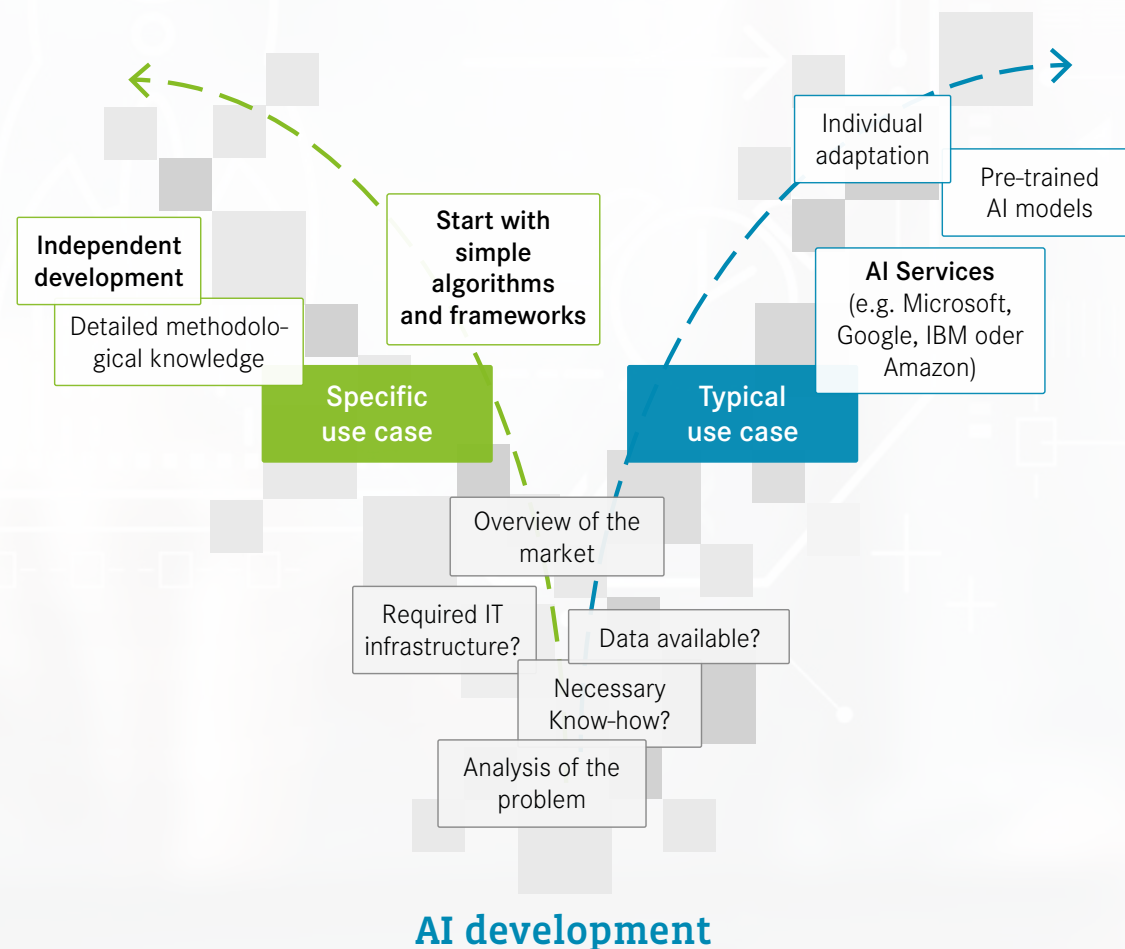 Individual
adaptation
Pre-trained
AI models
Start with
simple
algorithms
and frameworks
Independent
development
Detailed methodolo-
gical knowledge
AI Services
(e.g. Microsoft,
Google, IBM oder
Amazon)
Specific
use case
Typical
use case
Overview of the
market
Required IT
infrastructure?
Data available?
Necessary
Know-how?
Analysis of the
problem
AI development